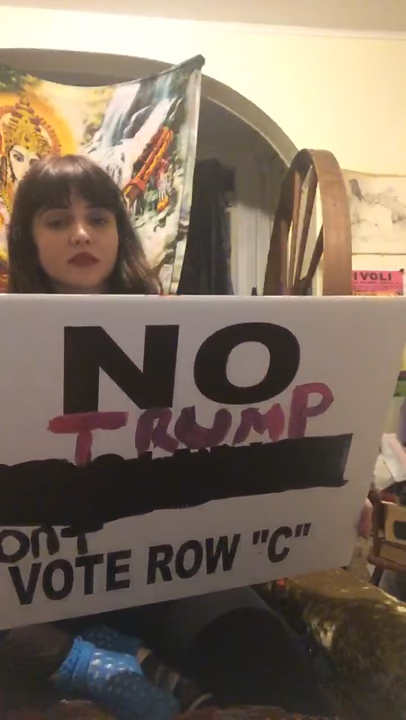 IVOLI
NO
TRUMP
ONT
VOTE ROW "C"